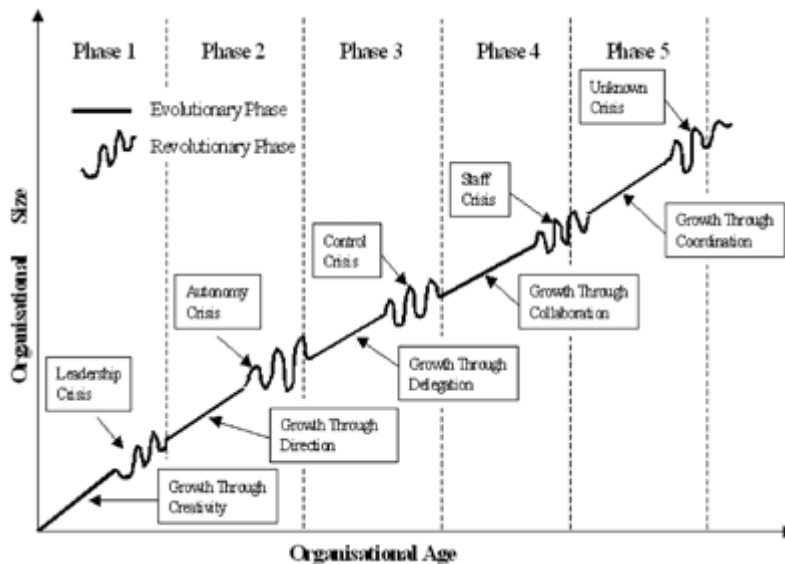 Phase 1
Phase 2
Phase 3
Phase 4
Phase 5
Evolutionary Phase
Revolutionary Phase
Unknown
Crisis
Staff
Crisis
Growth Through
Coordination
Control
Crisis
Growth Through
Collaboration
Autonomy
Crisis
Growth Through
Delegation
Leadership
Crisis
Growth Through
Direction
Growth Through
Creativity
Organisational Size
Organisational Age